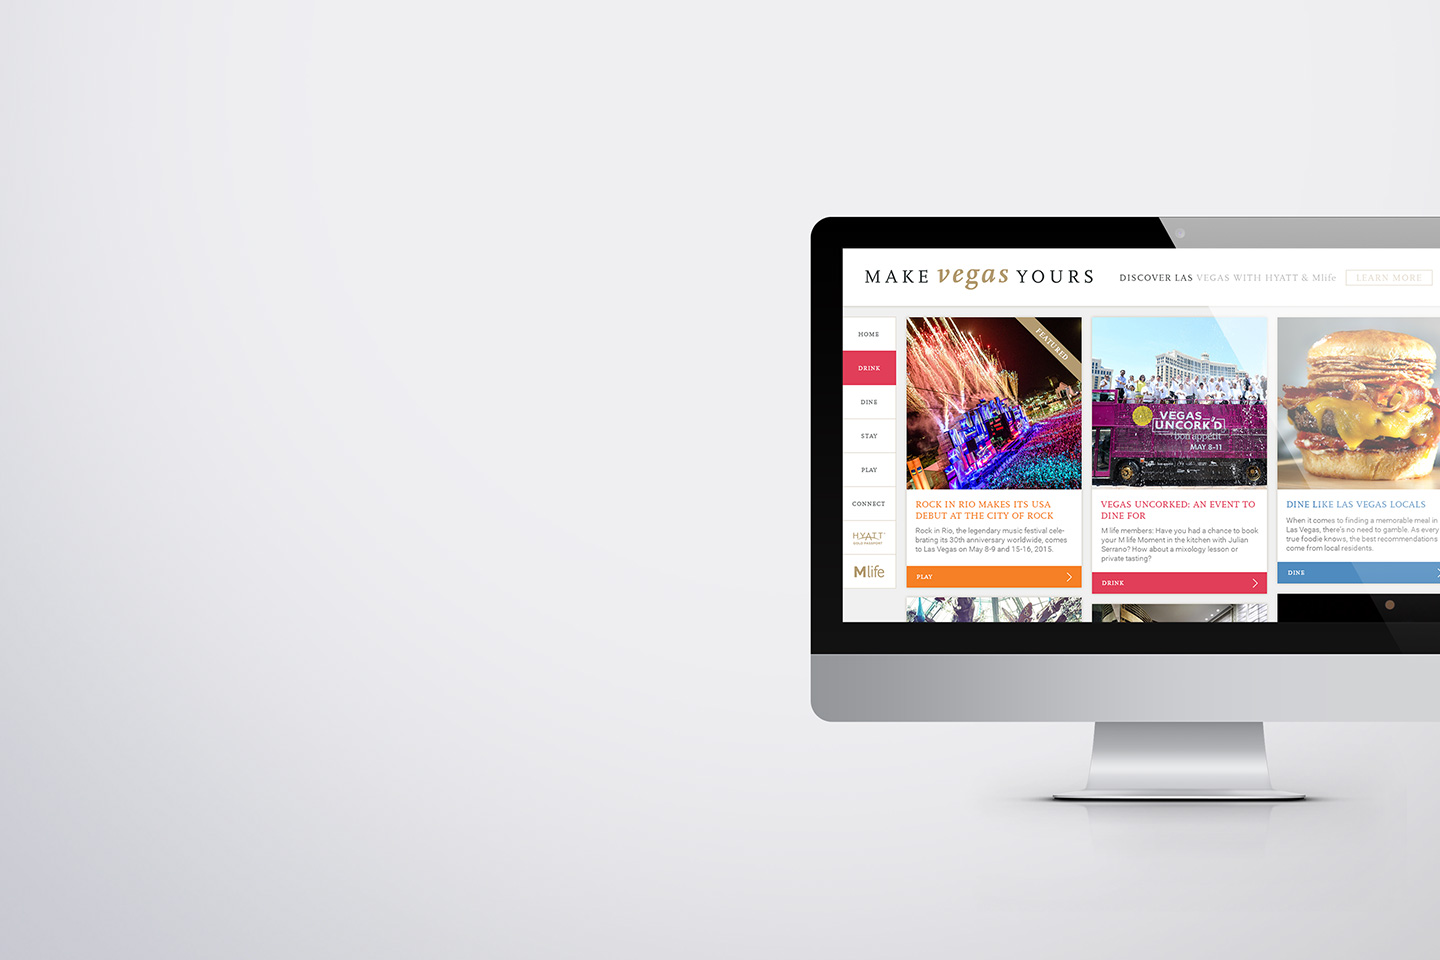 MAKE vegas YOURS
DISCOVER LAS VEGAS WITH HYATT & Mlife
LEARN MORE
HOME
DRINK
DINE
STAY
PLAY
CONNECT
HYATT
GOLD PASSPORT
Mlife
FEATURED
ROCK IN RIO MAKES ITS USA
DEBUT AT THE CITY OF ROCK
Rock in Rio, the legendary music festival cele-
brating its 30th anniversary worldwide, comes
to Las Vegas on May 8-9 and 15-16, 2015.
PLAY
VEGAS
UNCORK'D
bon appétit
MAY 8-11
VEGAS UNCORKED: AN EVENT TO
DINE FOR
M life members: Have you had a chance to book
your M life Moment in the kitchen with Julian
Serrano? How about a mixology lesson or
private tasting?
DRINK
DINE LIKE LAS VEGAS LOCALS
When it comes to finding a memorable meal in
Las Vegas, there's no need to gamble. As every
true foodie knows, the best recommendations
come from local residents.
DINE